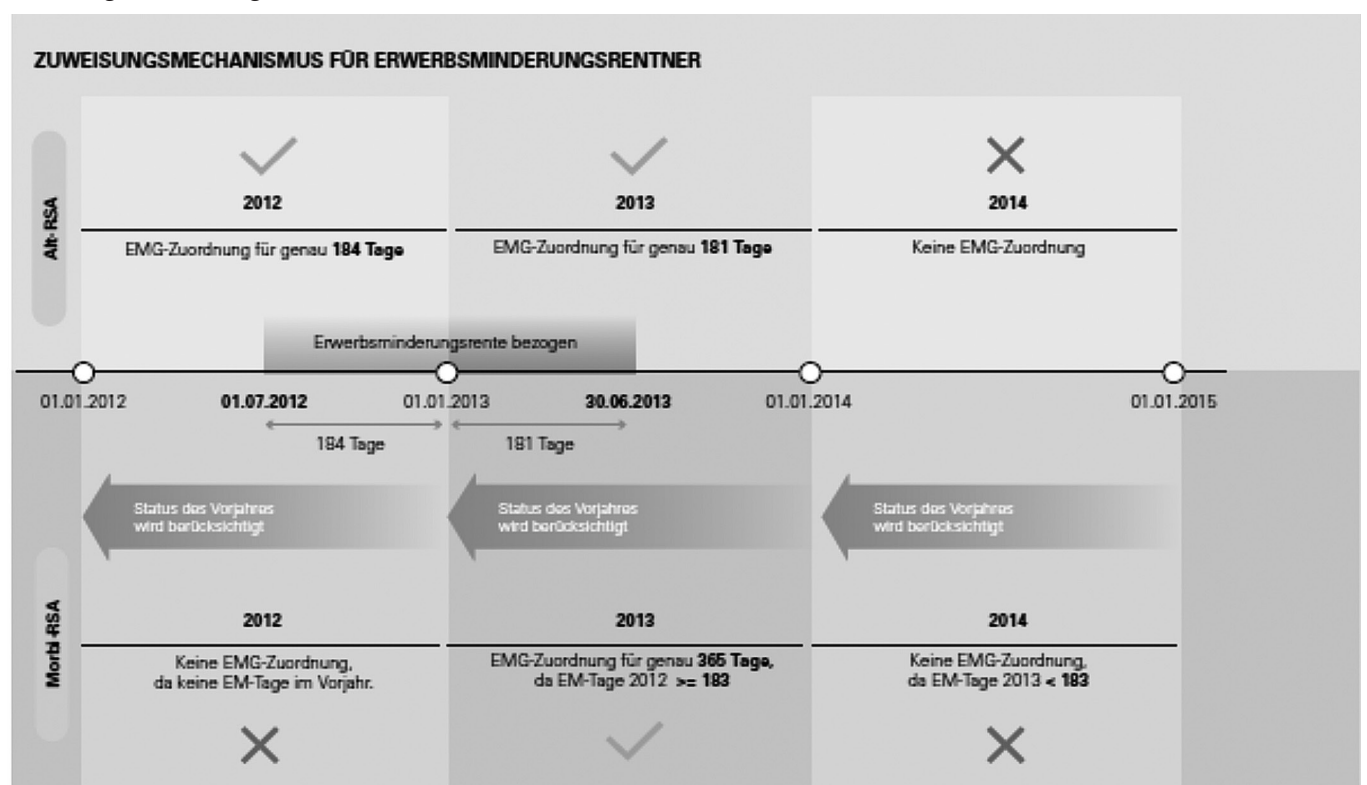 ZUWEISUNGSMECHANISMUS FÜR ERWERBSMINDERUNGSRENTNER
Alt-RSA
2012
2013
2014
EMG-Zuordnung für genau 184 Tage
EMG-Zuordnung für genau 181 Tage
Keine EMG-Zuordnung
Erwerbsminderungsrente bezogen
01.01.2012
01.07.2012
01.01.2013
30.06.2013
01.01.2014
01.01.2015
184 Tage
181 Tage
Status des Vorjahres
wird berücksichtigt
Status des Vorjahres
wird berücksichtigt
Status des Vorjahres
wird berücksichtigt
Morbi-RSA
2012
2013
2014
Keine EMG-Zuordnung,
da keine EM-Tage im Vorjahr.
EMG-Zuordnung für genau 365 Tage,
da EM-Tage 2012 >= 183
Keine EMG-Zuordnung,
da EM-Tage 2013 < 183